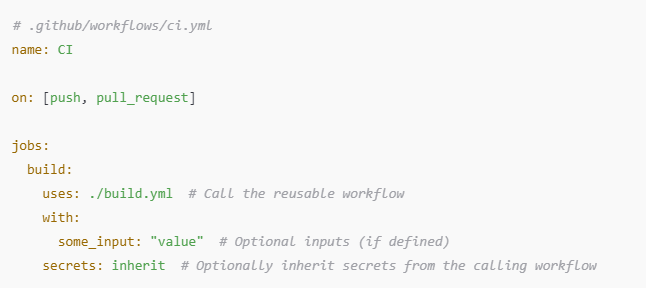 # .github/workflows/ci.yml
name: CI
on: [push, pull_request]
jobs:
build:
uses: ./build.yml # Call the reusable workflow
with:
some_input: "value" # Optional inputs (if defined)
secrets: inherit # Optionally inherit secrets from the calling workflow